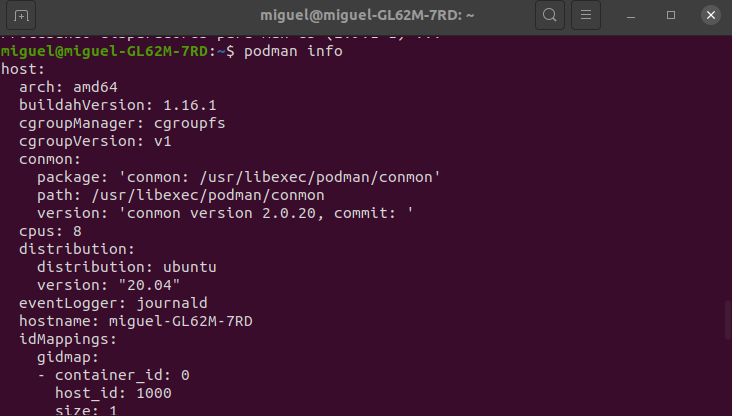 miguel@miguel-GL62M-7RD: ~
miguel@miguel-GL62M-7RD:~$ podman info
host:
  arch: amd64
  buildahVersion: 1.16.1
  cgroupManager: cgroupfs
  cgroupVersion: v1
  conmon:
    package: 'conmon: /usr/libexec/podman/conmon'
    path: /usr/libexec/podman/conmon
    version: 'conmon version 2.0.20, commit: '
  cpus: 8
  distribution:
    distribution: ubuntu
    version: "20.04"
  eventLogger: journald
  hostname: miguel-GL62M-7RD
  idMappings:
    gidmap:
    - container_id: 0
      host_id: 1000
      size: 1